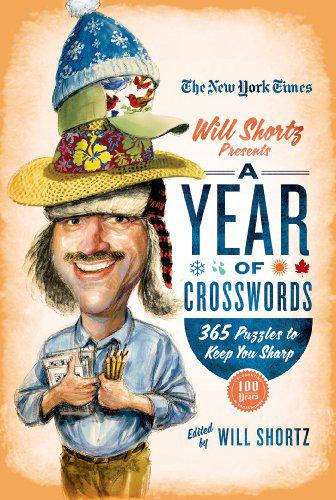 The New York Times
Will Shortz
Presents
A
YEAR
OF
CROSSWORDS
365 Puzzles to
Keep You Sharp
100
Years
Edited
by
WILL SHORTZ